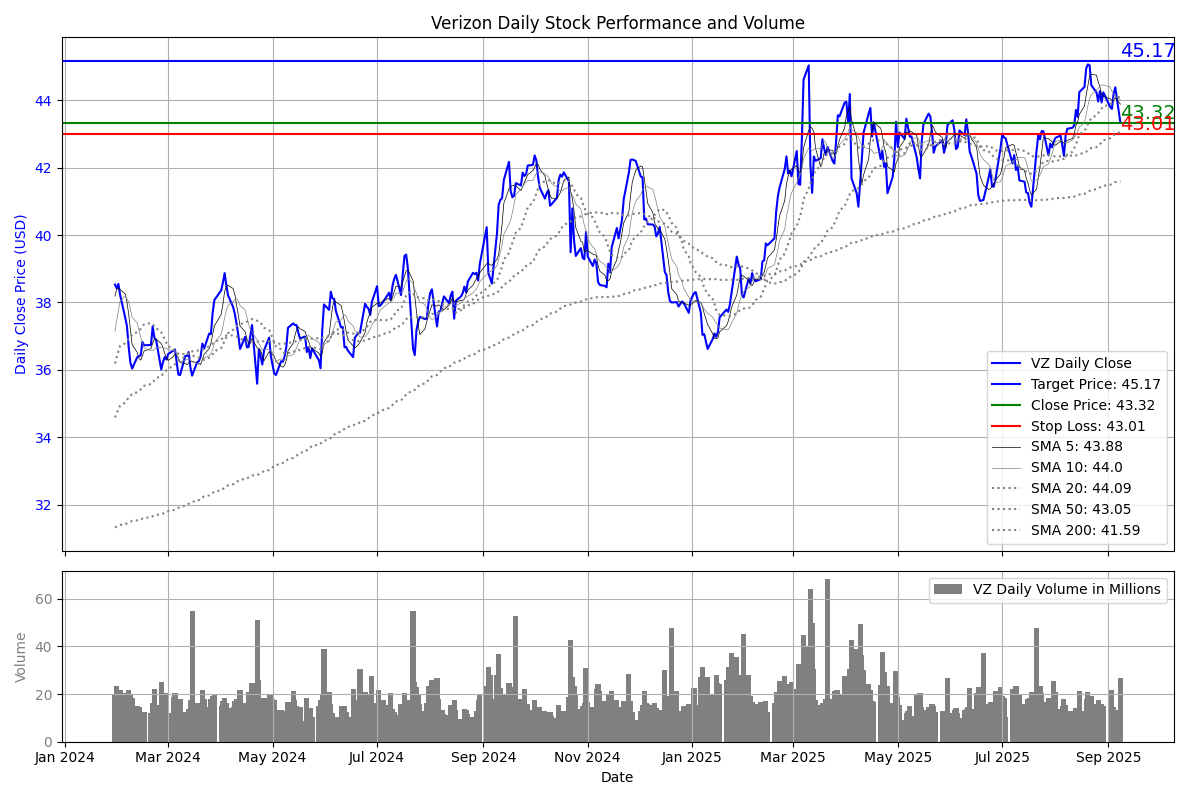 Verizon Daily Stock Performance and Volume
45.17
43.32
43.01
44
42
40
38
36
34
32
Daily Close Price (USD)
VZ Daily Close
Target Price: 45.17
Close Price: 43.32
Stop Loss: 43.01
SMA 5: 43.88
SMA 10: 44.0
SMA 20: 44.09
SMA 50: 43.05
SMA 200: 41.59
VZ Daily Volume in Millions
60
40
20
0
Volume
Jan 2024 Mar 2024 May 2024 Jul 2024 Sep 2024 Nov 2024 Jan 2025 Mar 2025 May 2025 Jul 2025 Sep 2025
Date